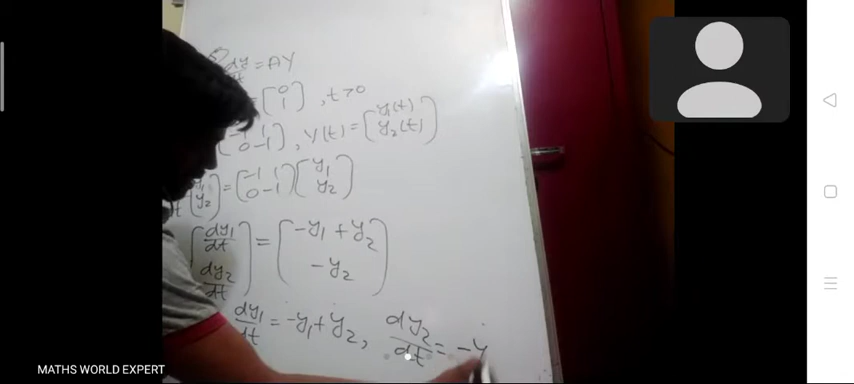 dy/dt = AY
= [0 1], t>0
[-1 1 0 -1], Y(t) = [y₁(t) y₂(t)]
[y₁ y₂] = [-1 1 0 -1] [y₁ y₂]
[dy₁/dt dy₂/dt] = [-y₁ + y₂ -y₂]
dy₁/dt = -y₁ + y₂, dy₂/dt = -y
MATHS WORLD EXPERT